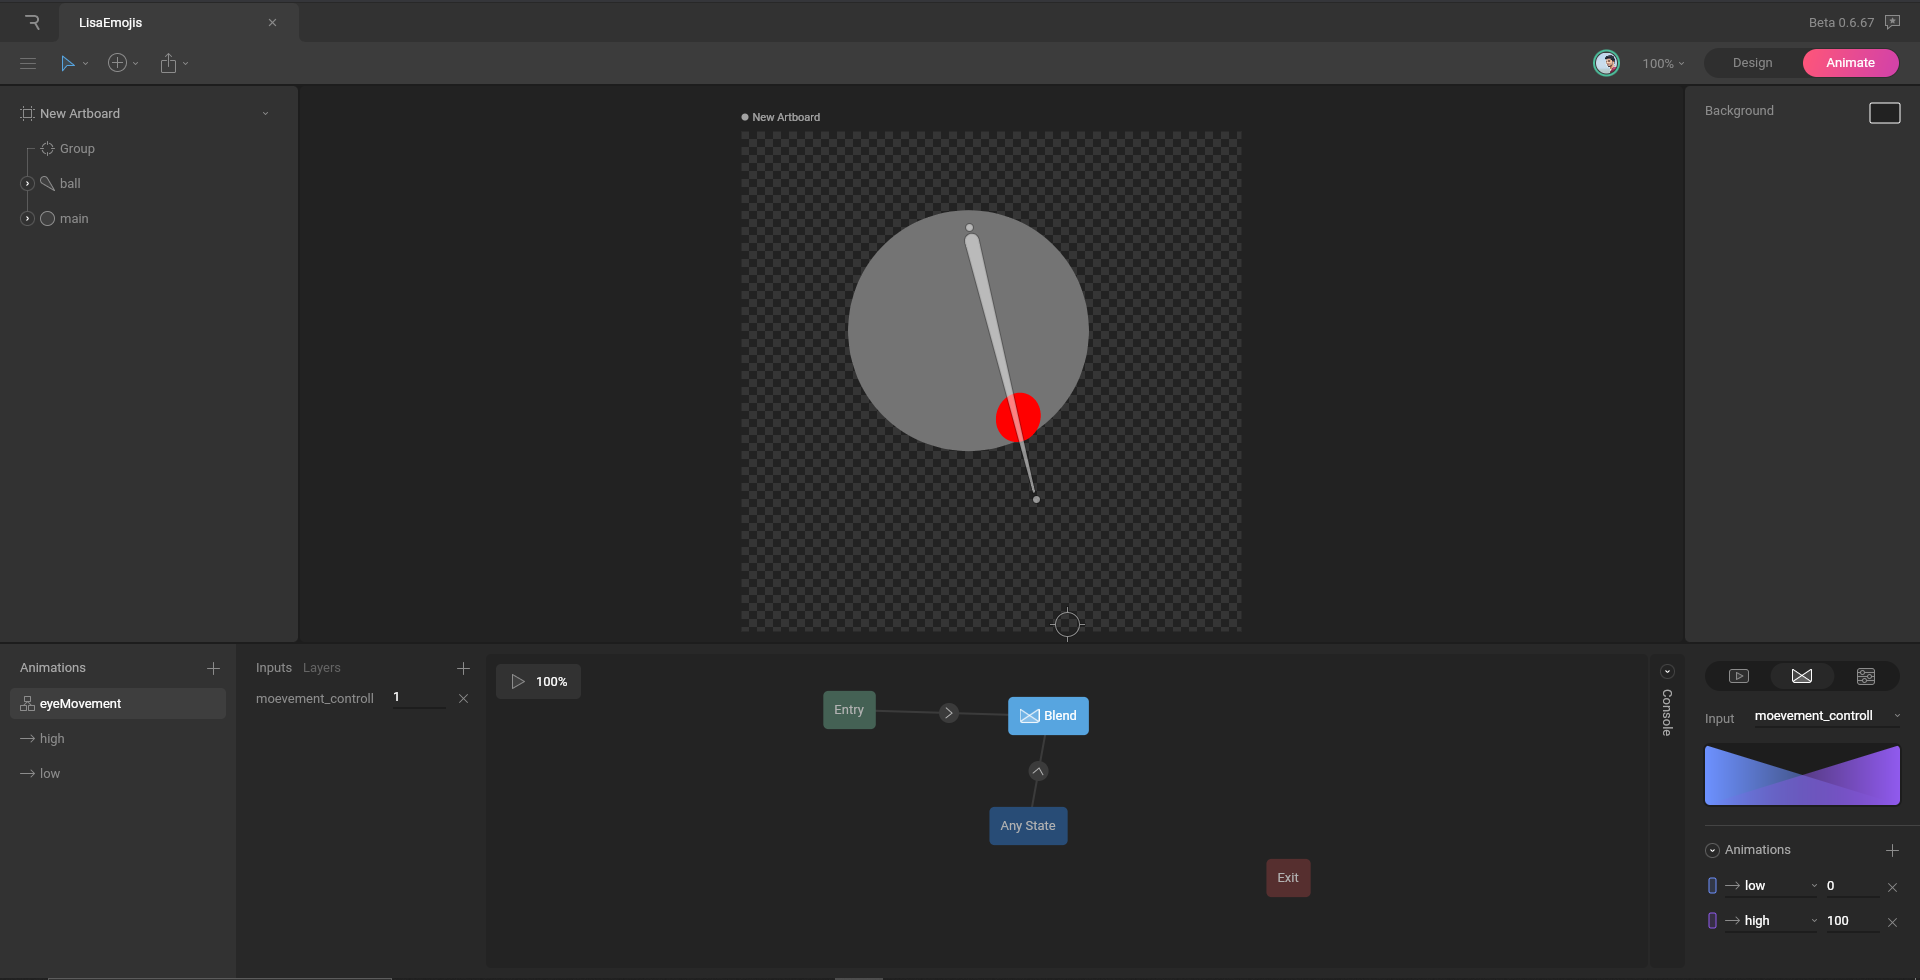 LisaEmojis
Beta 0.6.67
100%
Design
Animate
New Artboard
Group
ball
main
New Artboard
Background
Animations
eyeMovement
high
low
Inputs
Layers
moevement_controll
1
100%
Entry
Blend
Any State
Exit
Console
Input
moevement_controll
Animations
low
0
high
100